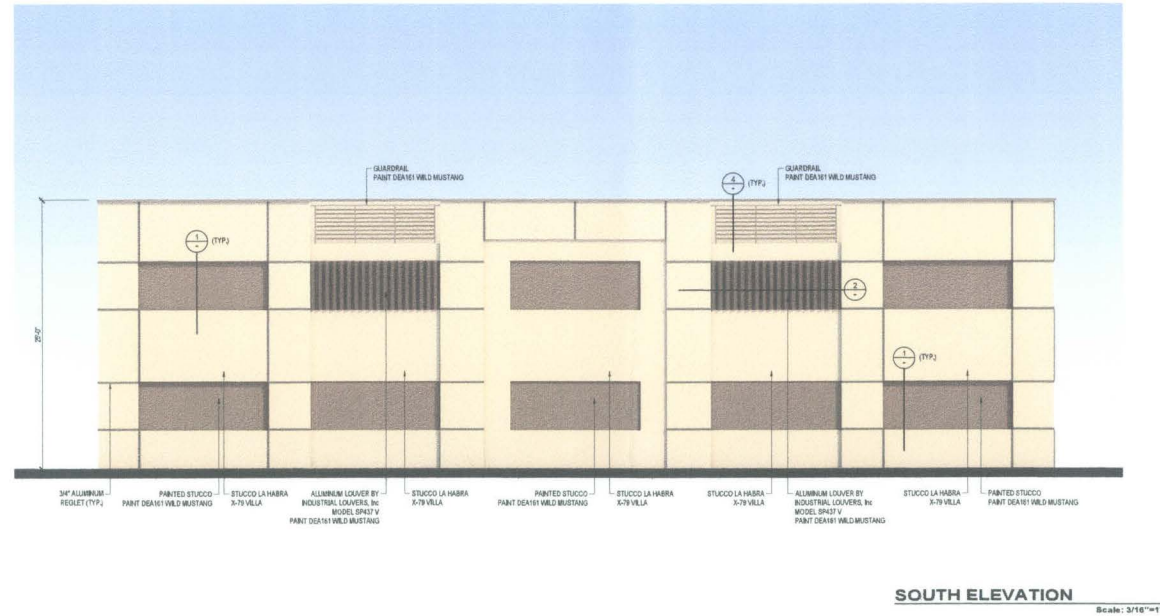 GUARDRAIL
PAINT DEA161 WILD MUSTANG
GUARDRAIL
PAINT DEA161 WILD MUSTANG
4
-
(TYP.)
1
-
(TYP.)
2
-
1
-
(TYP.)
3/4" ALUMINUM
REGLET (TYP.)
PAINTED STUCCO
PAINT DEA161 WILD MUSTANG
STUCCO LA HABRA
X-79 VILLA
ALUMINUM LOUVER BY
INDUSTRIAL LOUVERS, Inc
MODEL SP437 V
PAINT DEA161 WILD MUSTANG
STUCCO LA HABRA
X-79 VILLA
PAINTED STUCCO
PAINT DEA161 WILD MUSTANG
STUCCO LA HABRA
X-79 VILLA
STUCCO LA HABRA
X-79 VILLA
ALUMINUM LOUVER BY
INDUSTRIAL LOUVERS, Inc
MODEL SP437 V
PAINT DEA161 WILD MUSTANG
STUCCO LA HABRA
X-79 VILLA
PAINTED STUCCO
PAINT DEA161 WILD MUSTANG
SOUTH ELEVATION
Scale: 3/16"=1